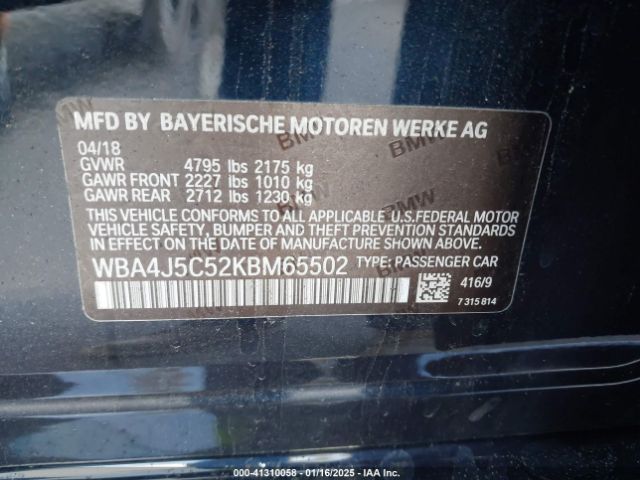 MFD BY BAYERISCHE MOTOREN WERKE AG
04/18
GVWR 4795 lbs 2175 kg
GAWR FRONT 2227 lbs 1010 kg
GAWR REAR 2712 lbs 1230 kg
THIS VEHICLE CONFORMS TO ALL APPLICABLE U.S.FEDERAL MOTOR
VEHICLE SAFETY, BUMPER AND THEFT PREVENTION STANDARDS
IN EFFECT ON THE DATE OF MANUFACTURE SHOWN ABOVE.
WBA4J5C52KBM65502 TYPE: PASSENGER CAR
416/9
7 315 814
000-41310058 - 01/16/2025 - IAA Inc.